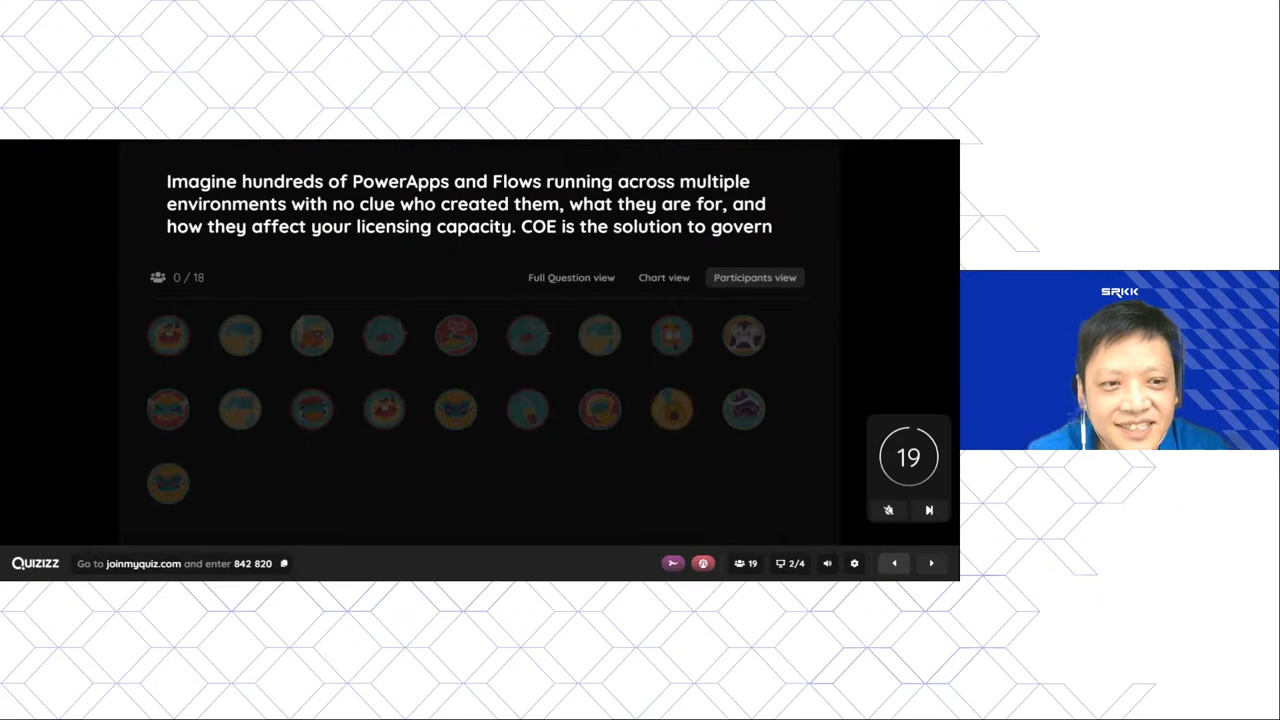 Imagine hundreds of PowerApps and Flows running across multiple
environments with no clue who created them, what they are for, and
how they affect your licensing capacity. COE is the solution to govern
0 / 18
Full Question view
Chart view
Participants view
SRKK
19
QUIZIZZ
Go to joinmyquiz.com and enter 842 820
19
2/4